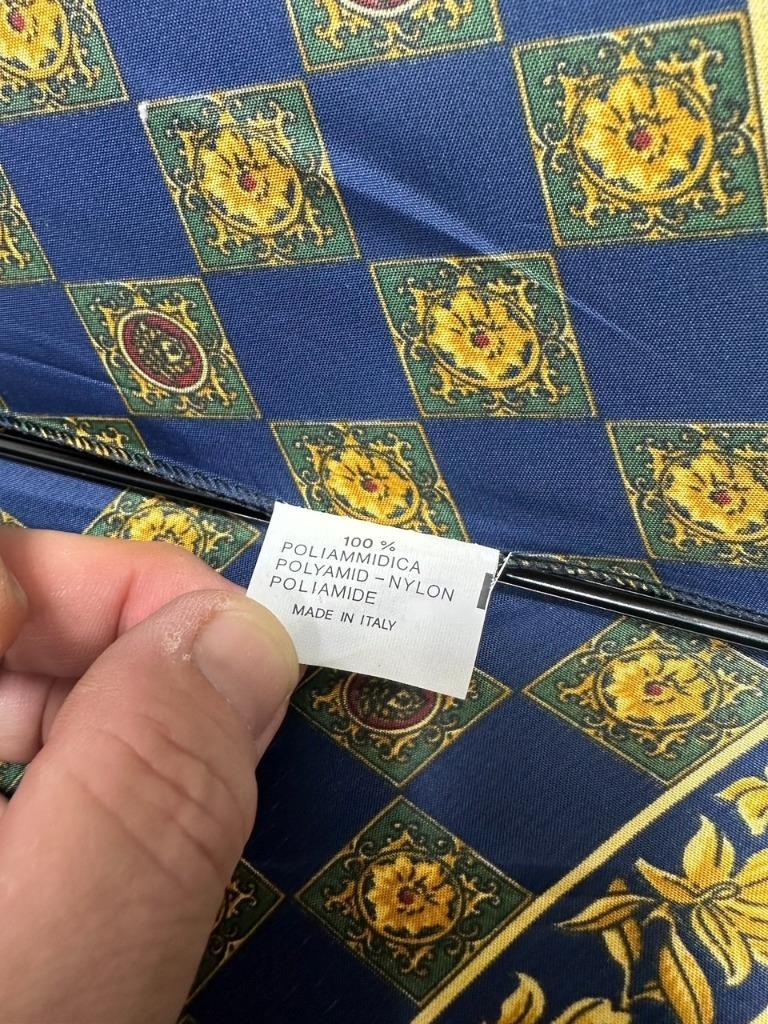 100 %
POLIAMMIDICA
POLYAMID – NYLON
POLIAMIDE
MADE IN ITALY